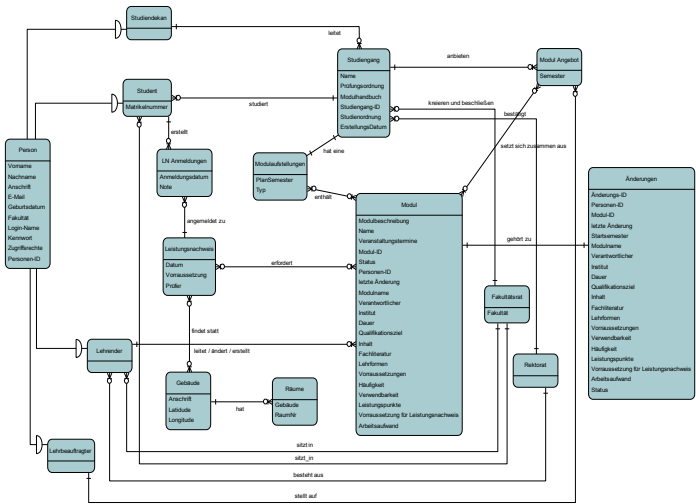 Studiendekan
leitet
Studiengang
Name
Prüfungsordnung
Modulhandbuch
Studiengang-ID
Studienordnung
ErstellungsDatum
anbieten
Modul Angebot
Semester
Student
Matrikelnummer
studiert
kreieren und beschließen
bestätigt
erstellt
setzt sich zusammen aus
Person
Vorname
Nachname
Anschrift
E-Mail
Geburtsdatum
Fakultät
Login-Name
Kennwort
Zugriffsrechte
Personen-ID
LN Anmeldungen
Anmeldungsdatum
Note
hat eine
Modulaufstellungen
PlanSemester
Typ
enthält
angemeldet zu
Leistungsnachweis
Datum
Vorraussetzung
Prüfer
erfordert
Modul
Modulbeschreibung
Name
Veranstaltungstermine
Modul-ID
Status
Personen-ID
letzte Änderung
Modulname
Verantwortlicher
Institut
Dauer
Qualifikationsziel
Inhalt
Fachliteratur
Lehrformen
Vorraussetzungen
Häufigkeit
Verwendbarkeit
Leistungspunkte
Vorraussetzung für Leistungsnachweis
Arbeitsaufwand
gehört zu
Änderungen
Änderungs-ID
Personen-ID
Modul-ID
letzte Änderung
Startsemester
Modulname
Verantwortlicher
Institut
Dauer
Qualifikationsziel
Inhalt
Fachliteratur
Lehrformen
Vorraussetzungen
Verwendbarkeit
Häufigkeit
Leistungspunkte
Vorraussetzung für Leistungsnachweis
Arbeitsaufwand
Status
Fakultätsrat
Fakultät
Rektorat
findet statt
Lehrender
leitet / ändert / erstellt
Gebäude
Anschrift
Latidude
Longitude
hat
Räume
Gebäude
RaumNr
Lehrbeauftragter
sitzt in
sitzt_in
besteht aus
stellt auf